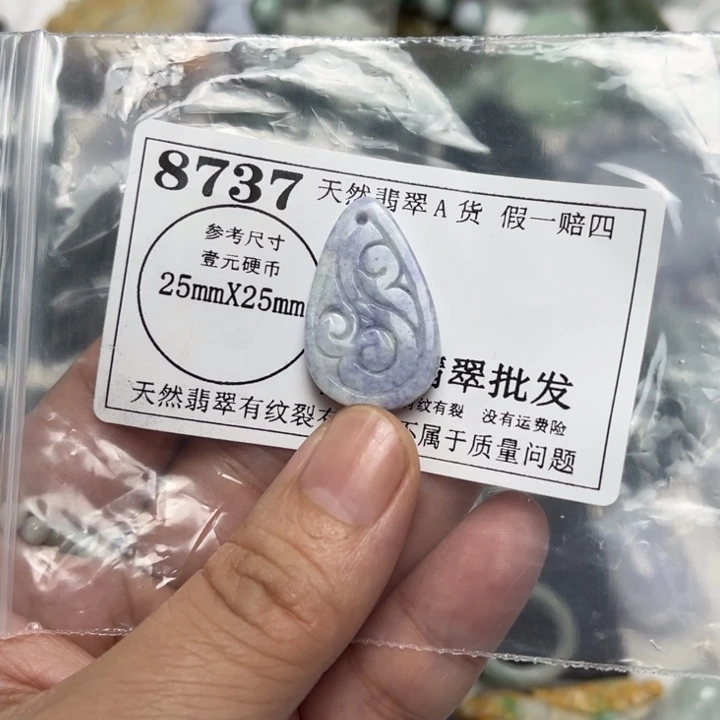 8737 天然翡翠A货 假一赔四
参考尺寸
壹元硬币
25mmX25mm
翡翠批发
有纹有裂 没有运费险
天然翡翠有纹裂
不属于质量问题